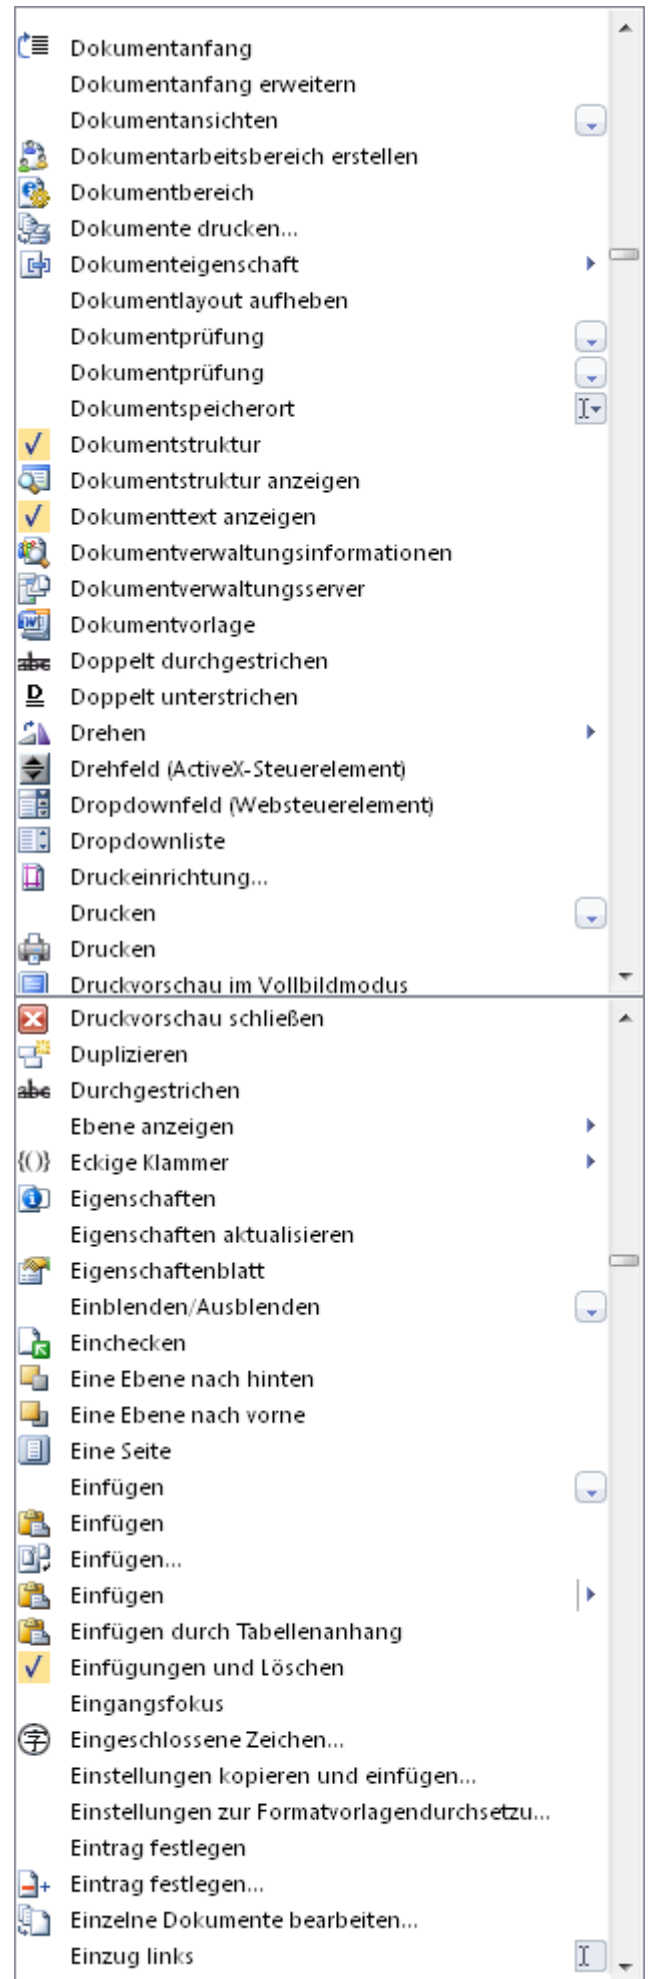 Dokumentanfang
Dokumentanfang erweitern
Dokumentansichten
Dokumentarbeitsbereich erstellen
Dokumentbereich
Dokumente drucken...
Dokumenteigenschaft
Dokumentlayout aufheben
Dokumentprüfung
Dokumentprüfung
Dokumentspeicherort
Dokumentstruktur
Dokumentstruktur anzeigen
Dokumenttext anzeigen
Dokumentverwaltungsinformationen
Dokumentverwaltungsserver
Dokumentvorlage
abc Doppelt durchgestrichen
D Doppelt unterstrichen
Drehen
Drehfeld (ActiveX-Steuerelement)
Dropdownfeld (Websteuerelement)
Dropdownliste
Druckeinrichtung...
Drucken
Drucken
Druckvorschau im Vollbildmodus
Druckvorschau schließen
Duplizieren
abc Durchgestrichen
Ebene anzeigen
{()} Eckige Klammer
Eigenschaften
Eigenschaften aktualisieren
Eigenschaftenblatt
Einblenden/Ausblenden
Einchecken
Eine Ebene nach hinten
Eine Ebene nach vorne
Eine Seite
Einfügen
Einfügen
Einfügen...
Einfügen
Einfügen durch Tabellenanhang
Einfügungen und Löschen
Eingangsfokus
字 Eingeschlossene Zeichen...
Einstellungen kopieren und einfügen...
Einstellungen zur Formatvorlagendurchsetzu...
Eintrag festlegen
Eintrag festlegen...
Einzelne Dokumente bearbeiten...
Einzug links